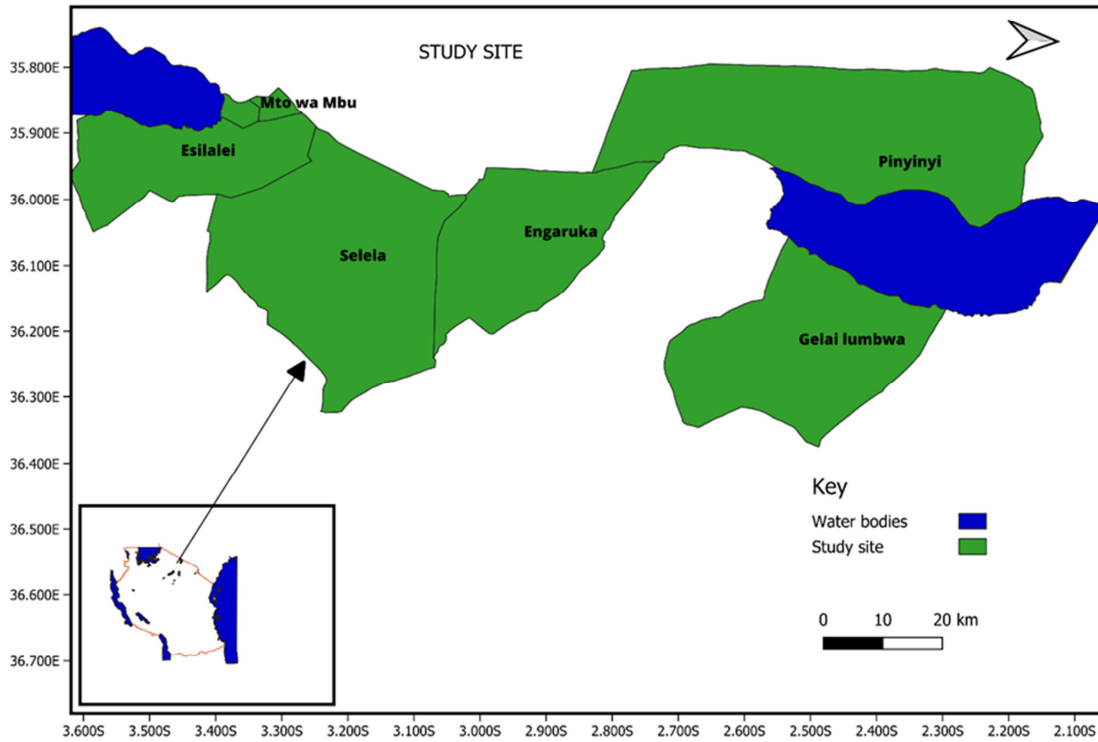 STUDY SITE
35.800E
35.900E
36.000E
36.100E
36.200E
36.300E
36.400E
36.500E
36.600E
36.700E
Mto wa Mbu
Esilalei
Pinyinyi
Engaruka
Selela
Gelai lumbwa
Key
Water bodies
Study site
0 10 20 km
3.600S 3.500S 3.400S 3.300S 3.200S 3.100S 3.000S 2.900S 2.800S 2.700S 2.600S 2.500S 2.400S 2.300S 2.200S 2.100S